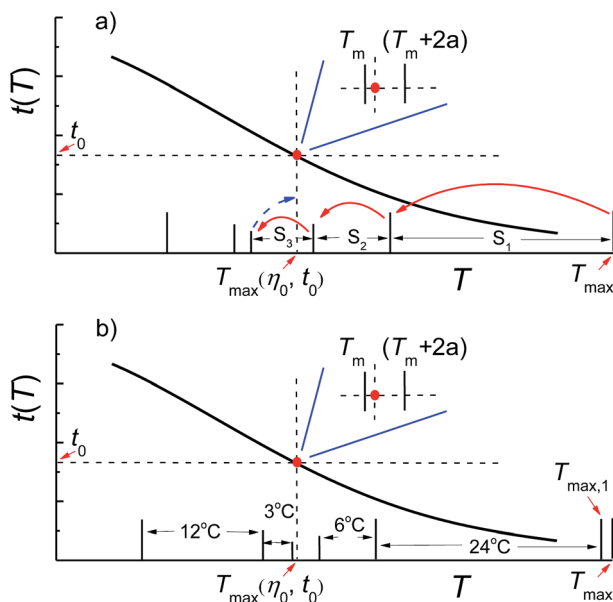 a)
Tm (Tm+2a)
t(T)
t0
S3 S2 S1
Tmax(η0, t0) T Tmax
b)
Tm (Tm+2a)
t(T)
t0
Tmax,1
3°C
12°C 6°C
24°C
Tmax(η0, t0) T Tmax